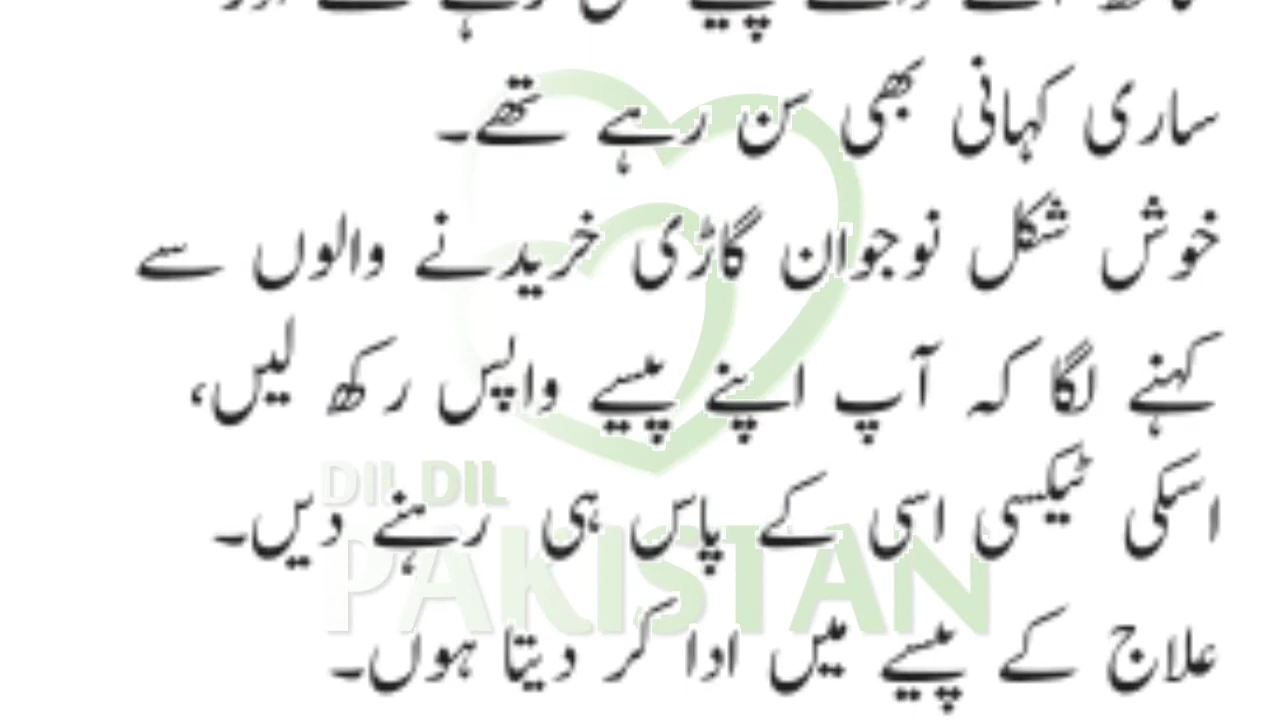 ساری کہانی بھی سن رہے تھے۔
خوش شکل نوجوان گاڑی خریدنے والوں سے
کہنے لگا کہ آپ اپنے پیسے واپس رکھ لیں،
اسکی ٹیکسی اسی کے پاس ہی رہنے دیں۔
علاج کے پیسے میں ادا کر دیتا ہوں۔
DIL DIL
PAKISTAN